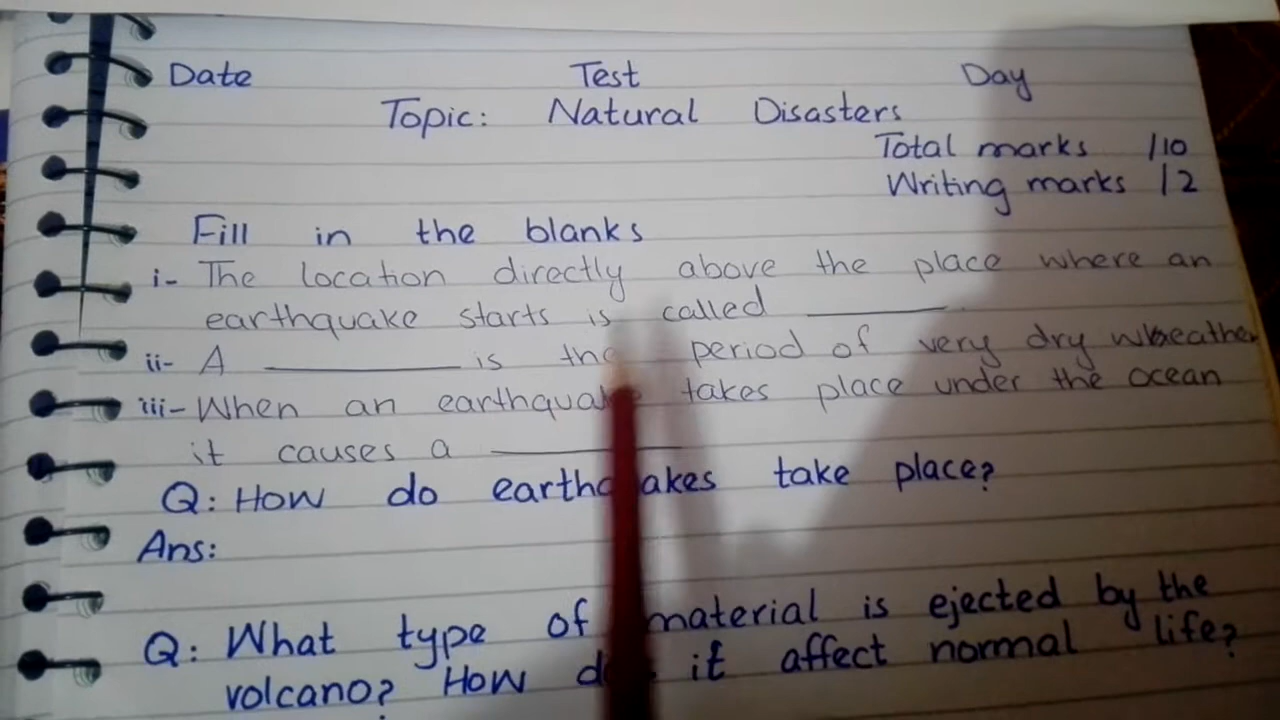 Date Test Day
Topic: Natural Disasters
Total marks /10
Writing marks /2
Fill in the blanks
i- The location directly above the place where an
earthquake starts is called ________.
ii- A ________ is the period of very dry wheather
iii- When an earthquake takes place under the ocean
it causes a ________
Q: How do earthquakes take place?
Ans:
Q: What type of material is ejected by the
volcano? How it affect normal life?